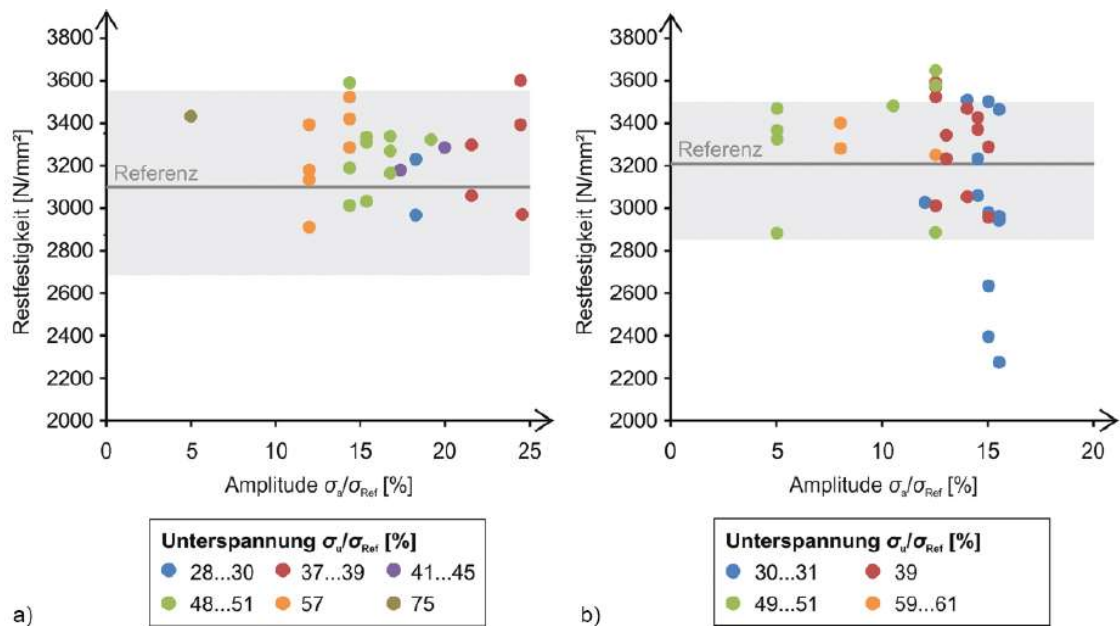 Restfestigkeit [N/mm²]
3800
3600
3400
3200
3000
2800
2600
2400
2200
2000
Referenz
0 5 10 15 20 25
Amplitude σa/σRef [%]
Unterspannung σu/σRef [%]
28...30 37...39 41...45
48...51 57 75
a)
Restfestigkeit [N/mm²]
3800
3600
3400
3200
3000
2800
2600
2400
2200
2000
Referenz
0 5 10 15 20
Amplitude σa/σRef [%]
Unterspannung σu/σRef [%]
30...31 39
49...51 59...61
b)